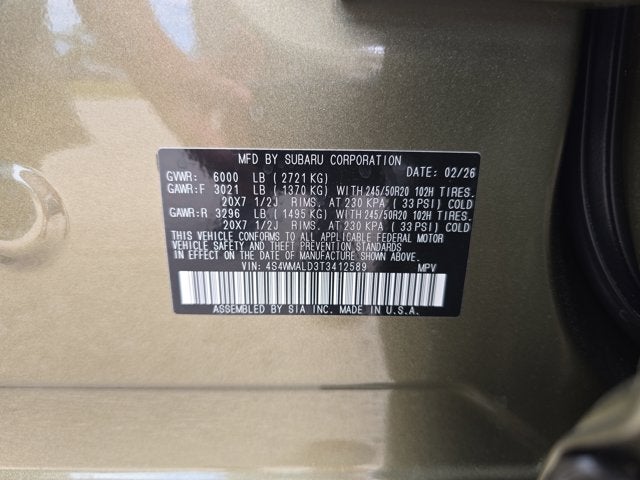 MFD BY SUBARU CORPORATION
GVWR: 6000 LB (2721 KG) DATE: 02/26
GAWR:F 3021 LB (1370 KG) WITH 245/50R20 102H TIRES.
20X7 1/2J RIMS. AT 230 KPA (33 PSI) COLD
GAWR:R 3296 LB (1495 KG) WITH 245/50R20 102H TIRES.
20X7 1/2J RIMS. AT 230 KPA (33 PSI) COLD
THIS VEHICLE CONFORMS TO ALL APPLICABLE FEDERAL MOTOR
VEHICLE SAFETY AND THEFT PREVENTION STANDARDS
IN EFFECT ON THE DATE OF MANUFACTURE SHOWN ABOVE.
VIN: 4S4WMALD3T3412589 MPV
ASSEMBLED BY SIA INC. MADE IN U.S.A.